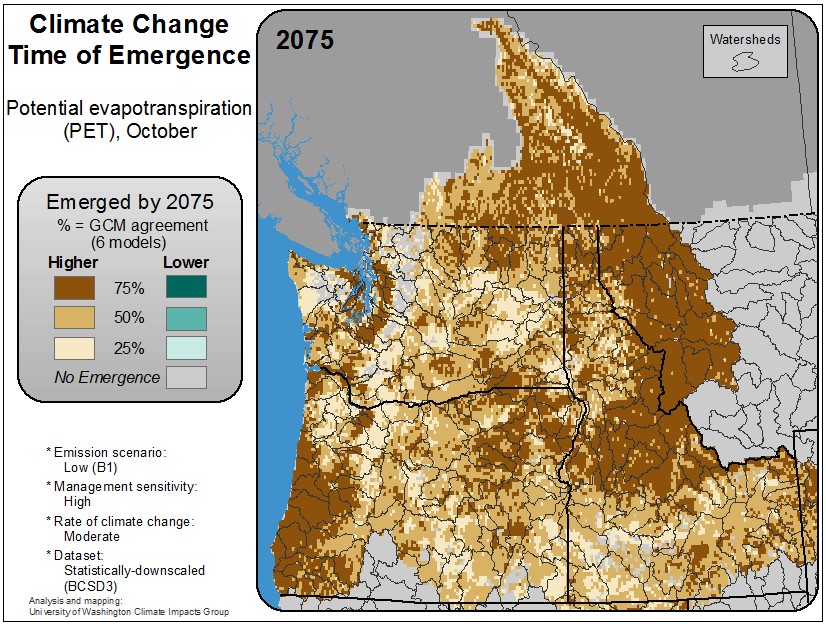 Climate Change
Time of Emergence
Potential evapotranspiration
(PET), October
Emerged by 2075
% = GCM agreement
(6 models)
Higher Lower
75%
50%
25%
No Emergence
* Emission scenario:
Low (B1)
* Management sensitivity:
High
* Rate of climate change:
Moderate
* Dataset:
Statistically-downscaled
(BCSD3)
Analysis and mapping:
University of Washington Climate Impacts Group
2075
Watersheds